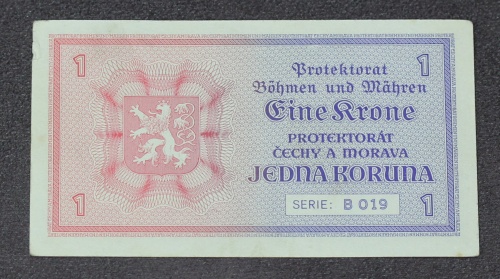 1 1
Protektorat
Böhmen und Mähren
Eine Krone
PROTEKTORÁT
ČECHY A MORAVA
JEDNA KORUNA
SERIE: B 019
1 1